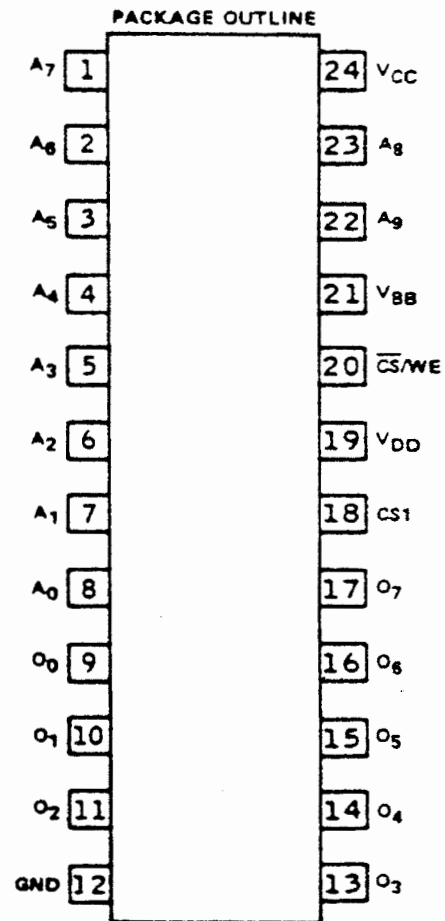 PACKAGE OUTLINE
A7 1 24 VCC
A6 2 23 A8
A5 3 22 A9
A4 4 21 VBB
A3 5 20 C̅S̅/WE
A2 6 19 VDD
A1 7 18 CS1
A0 8 17 O7
O0 9 16 O6
O1 10 15 O5
O2 11 14 O4
GND 12 13 O3